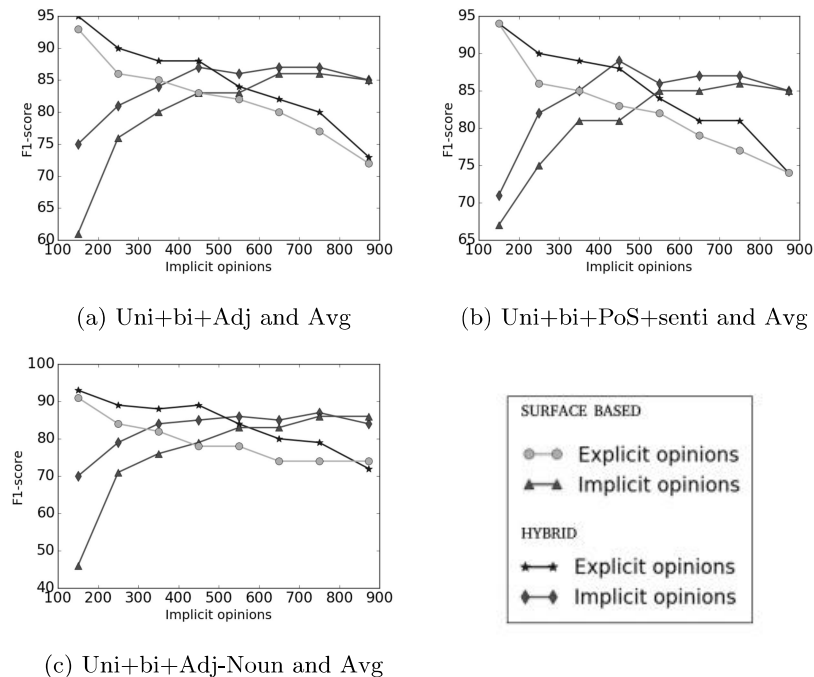 95
90
85
80
75
70
65
60
F1-score
100 200 300 400 500 600 700 800 900
Implicit opinions
(a) Uni+bi+Adj and Avg
95
90
85
80
75
70
65
F1-score
100 200 300 400 500 600 700 800 900
Implicit opinions
(b) Uni+bi+PoS+senti and Avg
100
90
80
70
60
50
40
F1-score
100 200 300 400 500 600 700 800 900
Implicit opinions
(c) Uni+bi+Adj-Noun and Avg
SURFACE BASED
Explicit opinions
Implicit opinions
HYBRID
Explicit opinions
Implicit opinions